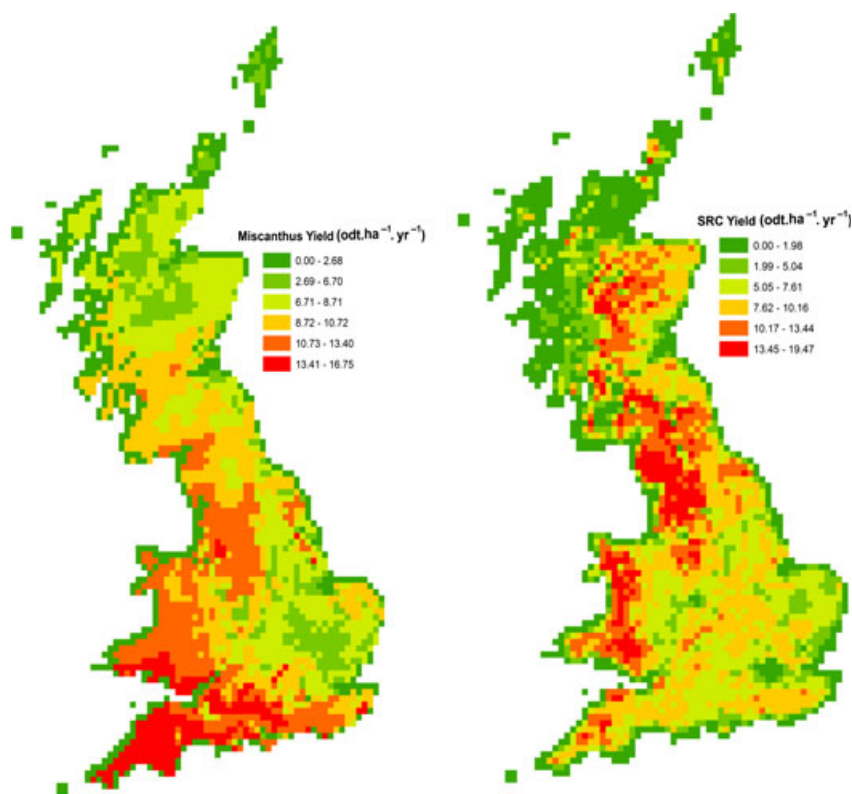 Miscanthus Yield (odt.ha⁻¹. yr⁻¹)
0.00 - 2.68
2.69 - 6.70
6.71 - 8.71
8.72 - 10.72
10.73 - 13.40
13.41 - 16.75
SRC Yield (odt.ha⁻¹. yr⁻¹)
0.00 - 1.98
1.99 - 5.04
5.05 - 7.61
7.62 - 10.16
10.17 - 13.44
13.45 - 19.47